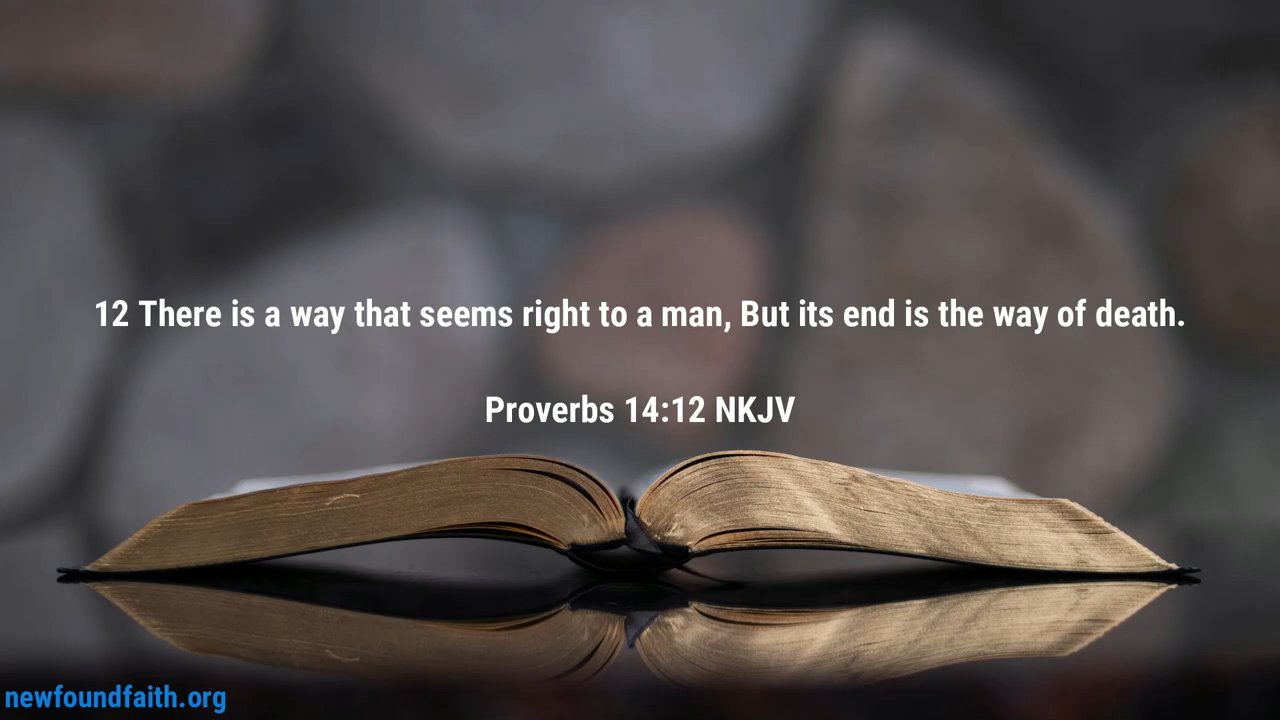 12 There is a way that seems right to a man, But its end is the way of death.
Proverbs 14:12 NKJV
newfoundfaith.org